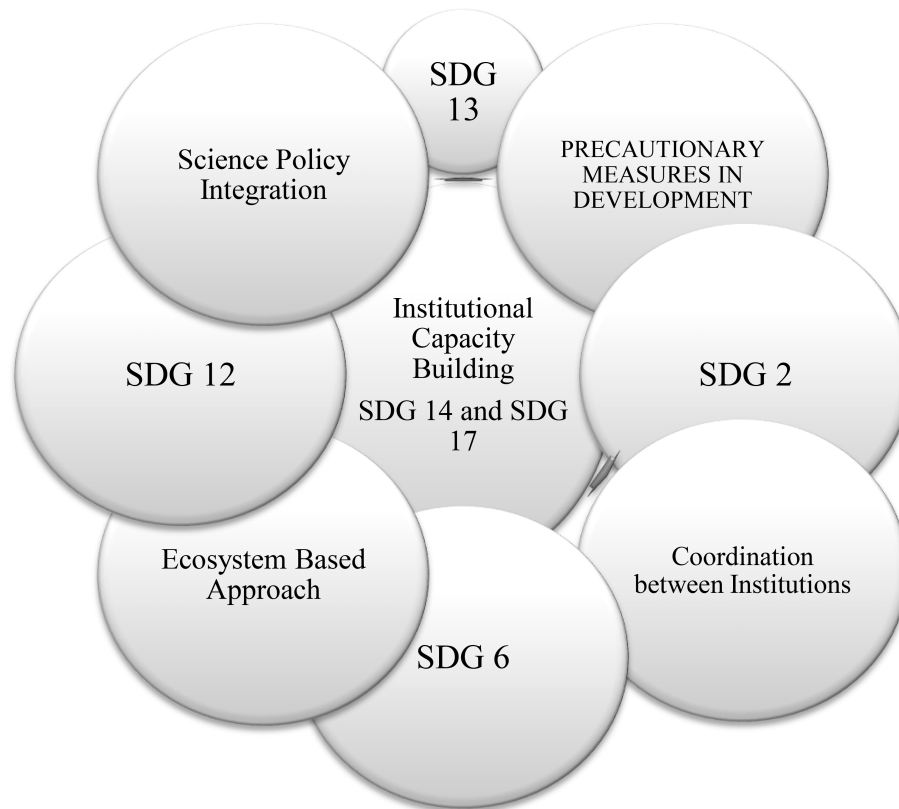 SDG
13
Science Policy
Integration
PRECAUTIONARY
MEASURES IN
DEVELOPMENT
Institutional
Capacity
Building
SDG 14 and SDG
17
SDG 12
SDG 2
Ecosystem Based
Approach
Coordination
between Institutions
SDG 6